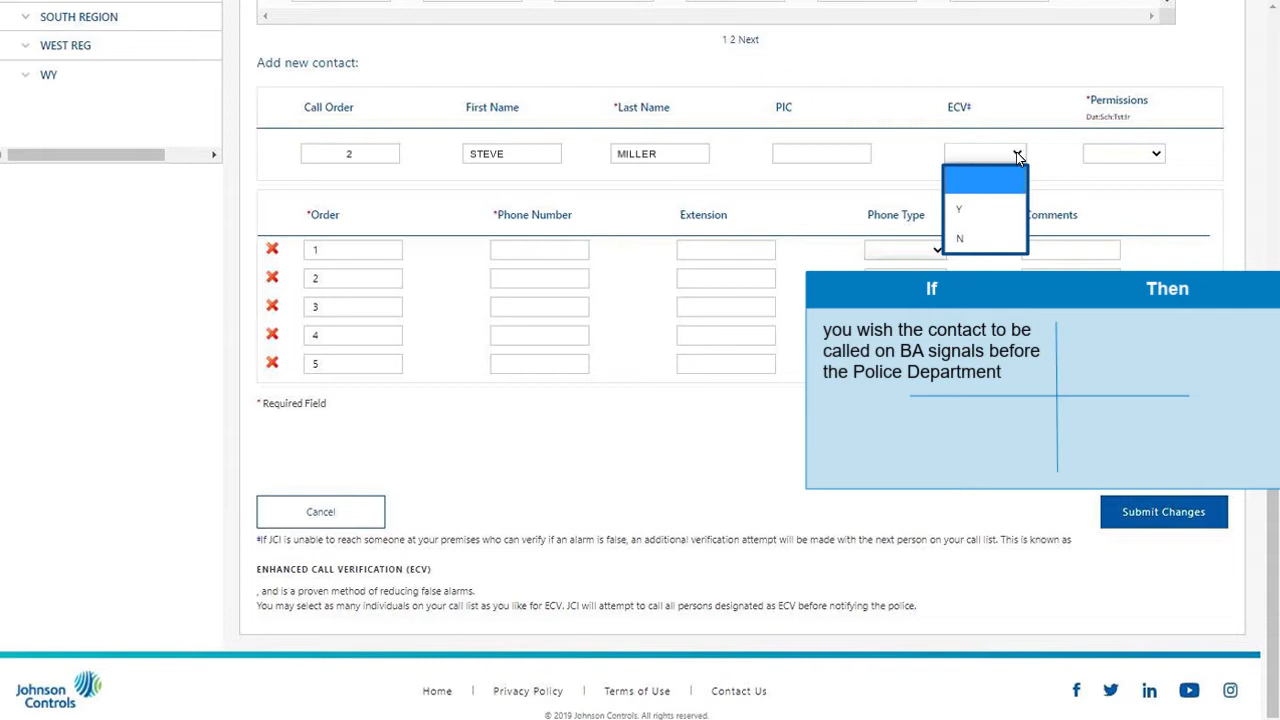 SOUTH REGION
WEST REG
WY
1 2 Next
Add new contact:
Call Order First Name *Last Name PIC ECV‡ *Permissions
Dat:Sch:Tst:Ir
2 STEVE MILLER
Y
N
*Order *Phone Number Extension Phone Type Comments
1
2
3
4
5
If Then
you wish the contact to be
called on BA signals before
the Police Department
* Required Field
Cancel Submit Changes
‡If JCI is unable to reach someone at your premises who can verify if an alarm is false, an additional verification attempt will be made with the next person on your call list. This is known as
ENHANCED CALL VERIFICATION (ECV)
, and is a proven method of reducing false alarms.
You may select as many individuals on your call list as you like for ECV. JCI will attempt to call all persons designated as ECV before notifying the police.
Johnson
Controls
Home | Privacy Policy | Terms of Use | Contact Us
© 2019 Johnson Controls. All rights reserved.